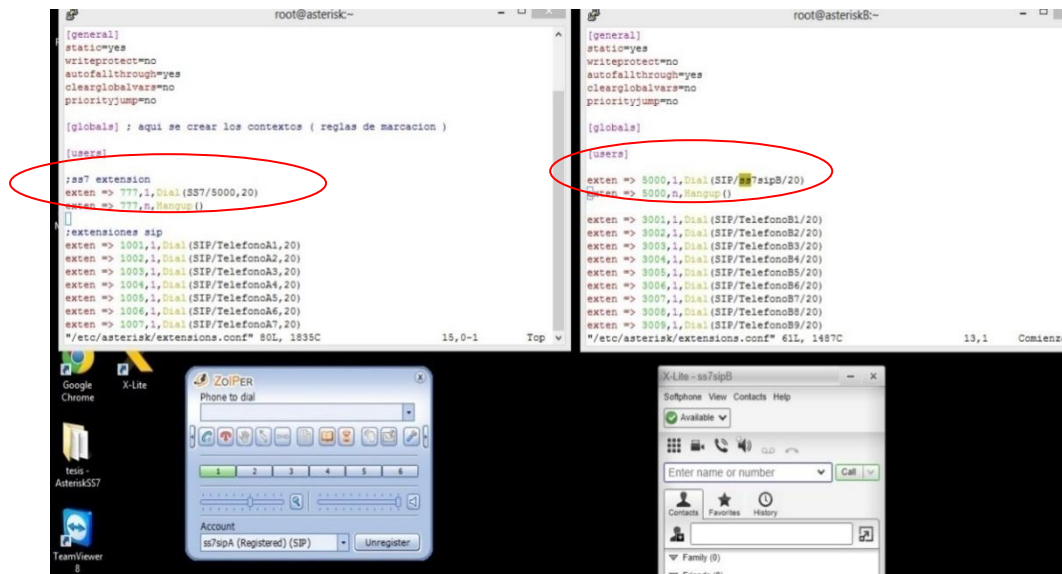 root@asterisk:~
[general]
static=yes
writeprotect=no
autofallthrough=yes
clearglobalvars=no
priorityjump=no
[globals] ; aqui se crear los contextos ( reglas de marcacion )
[users]
;ss7 extension
exten => 777,1,Dial(SS7/5000,20)
exten => 777,n,Hangup()
;extensiones sip
exten => 1001,1,Dial(SIP/TelefonoA1,20)
exten => 1002,1,Dial(SIP/TelefonoA2,20)
exten => 1003,1,Dial(SIP/TelefonoA3,20)
exten => 1004,1,Dial(SIP/TelefonoA4,20)
exten => 1005,1,Dial(SIP/TelefonoA5,20)
exten => 1006,1,Dial(SIP/TelefonoA6,20)
exten => 1007,1,Dial(SIP/TelefonoA7,20)
"/etc/asterisk/extensions.conf" 80L, 1835C 15,0-1 Top
root@asteriskB:~
[general]
static=yes
writeprotect=no
autofallthrough=yes
clearglobalvars=no
priorityjump=no
[globals]
[users]
exten => 5000,1,Dial(SIP/ss7sipB/20)
exten => 5000,n,Hangup()
exten => 3001,1,Dial(SIP/TelefonoB1/20)
exten => 3002,1,Dial(SIP/TelefonoB2/20)
exten => 3003,1,Dial(SIP/TelefonoB3/20)
exten => 3004,1,Dial(SIP/TelefonoB4/20)
exten => 3005,1,Dial(SIP/TelefonoB5/20)
exten => 3006,1,Dial(SIP/TelefonoB6/20)
exten => 3007,1,Dial(SIP/TelefonoB7/20)
exten => 3008,1,Dial(SIP/TelefonoB8/20)
exten => 3009,1,Dial(SIP/TelefonoB9/20)
"/etc/asterisk/extensions.conf" 61L, 1487C 13,1 Comienzo
Google Chrome
X-Lite
tesis - AsteriskSS7
TeamViewer 8
ZOIPER
Phone to dial
1 2 3 4 5 6
Account
ss7sipA (Registered) (SIP)
Unregister
X-Lite - ss7sipB
Softphone View Contacts Help
Available
Enter name or number
Call
Contacts Favorites History
Family (0)